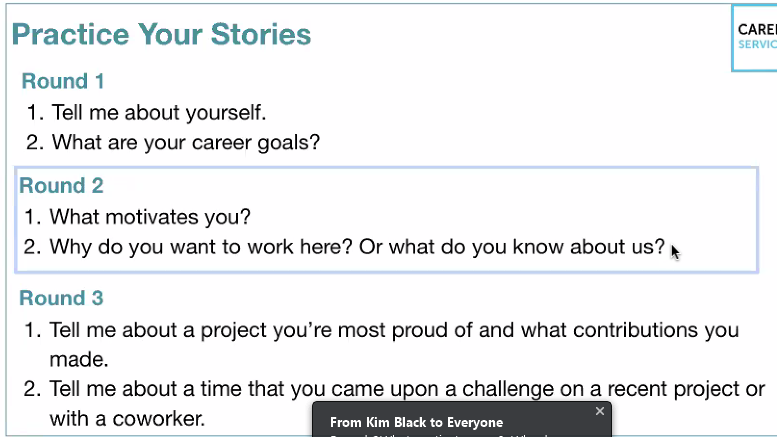 Practice Your Stories
CAREE
SERVIC
Round 1
1. Tell me about yourself.
2. What are your career goals?
Round 2
1. What motivates you?
2. Why do you want to work here? Or what do you know about us?
Round 3
1. Tell me about a project you’re most proud of and what contributions you
made.
2. Tell me about a time that you came upon a challenge on a recent project or
with a coworker.
From Kim Black to Everyone